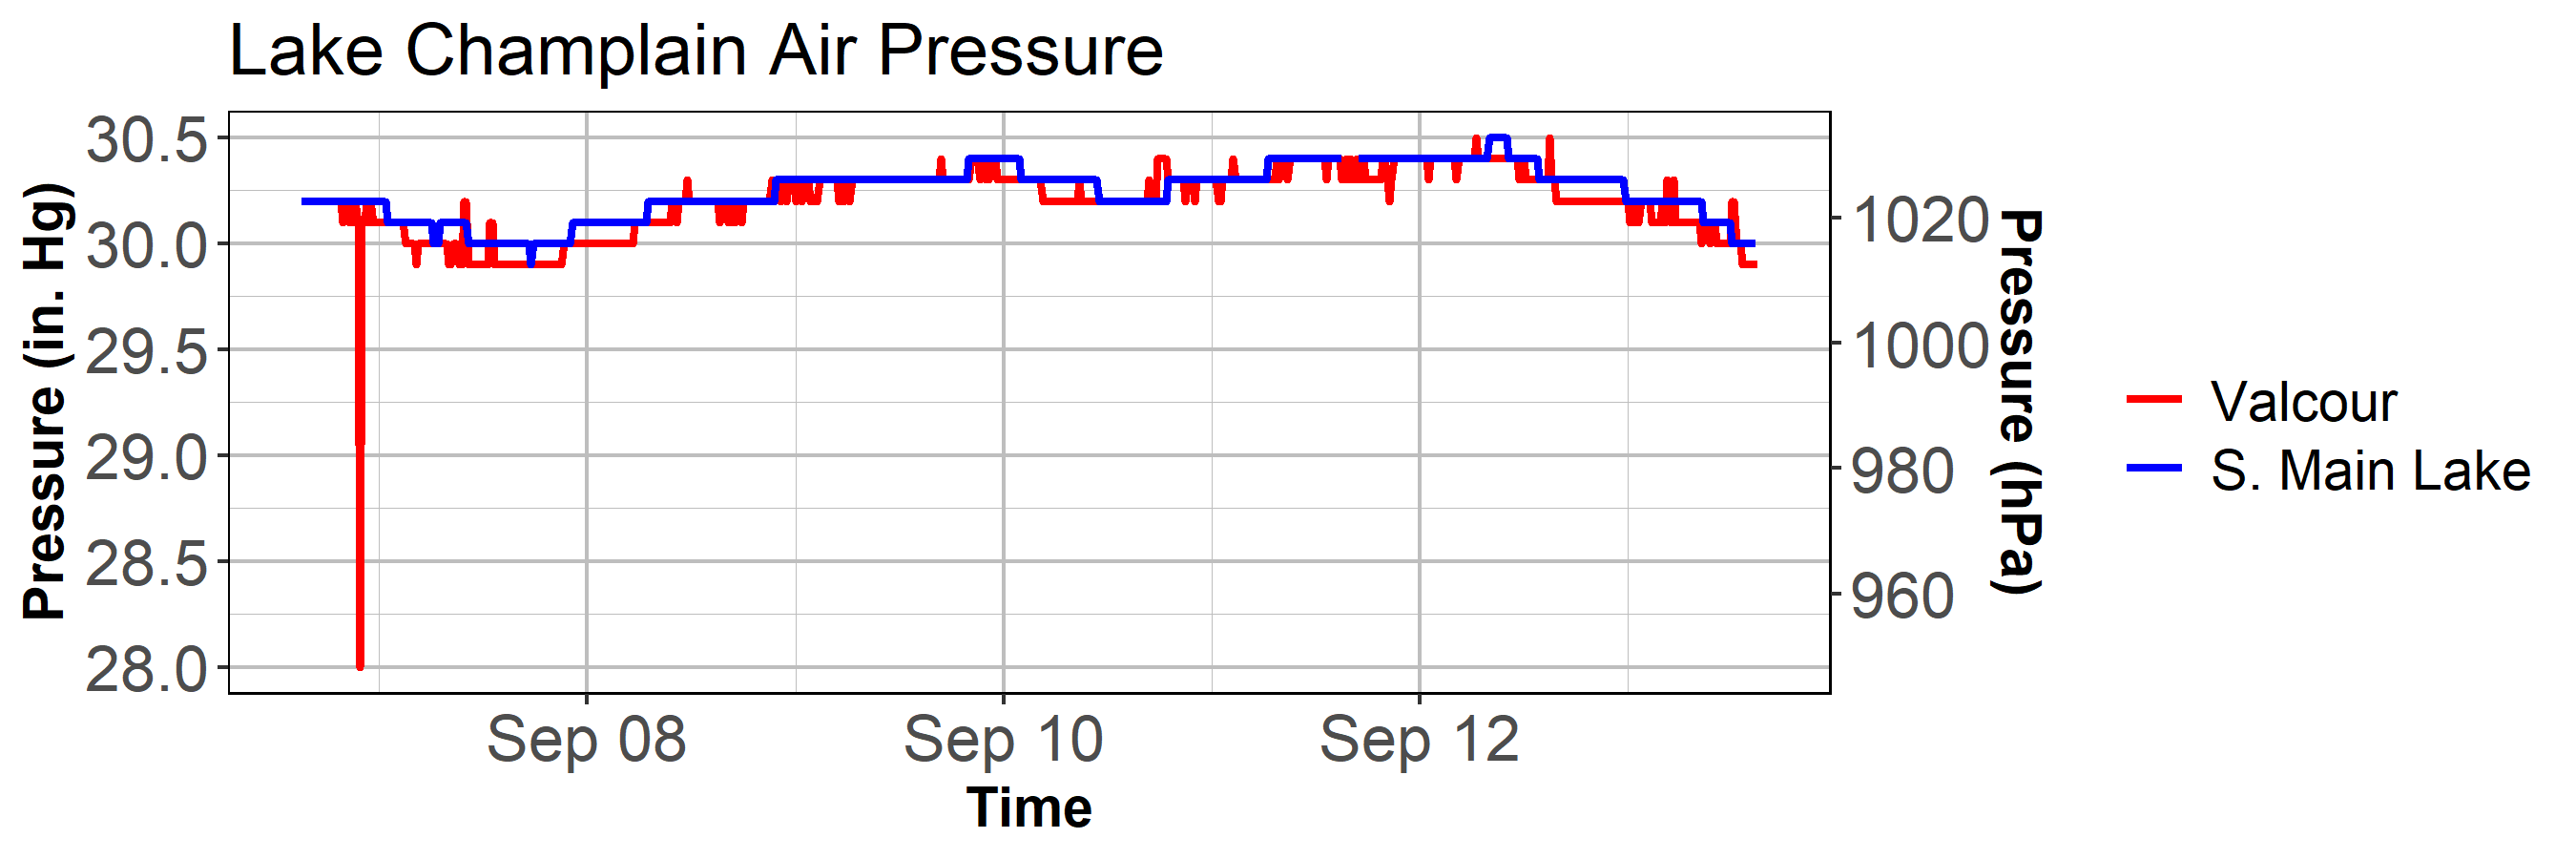 Lake Champlain Air Pressure
Pressure (in. Hg)
30.5
30.0
29.5
29.0
28.5
28.0
1020
1000
980
960
Pressure (hPa)
Valcour
S. Main Lake
Sep 08
Sep 10
Sep 12
Time